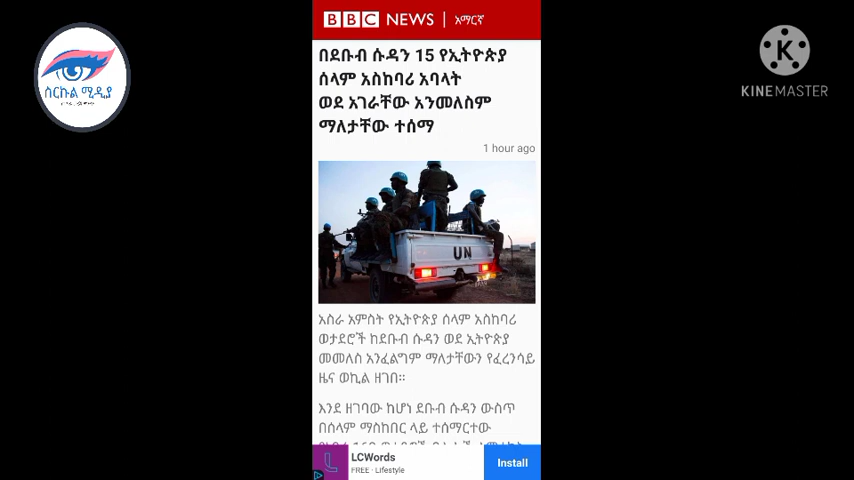 BBC NEWS | አማርኛ
በደቡብ ሱዳን 15 የኢትዮጵያ
ሰላም አስከባሪ አባላት
ወደ አገራቸው አንመለስም
ማለታቸው ተሰማ
1 hour ago
UN
አስራ አምስት የኢትዮጵያ ሰላም አስከባሪ
ወታደሮች ከደቡብ ሱዳን ወደ ኢትዮጵያ
መመለስ አንፈልግም ማለታቸውን የፈረንሳይ
ዜና ወኪል ዘገበ።
እንደ ዘገባው ከሆነ ደቡብ ሱዳን ውስጥ
በሰላም ማስከበር ላይ ተሰማርተው
LCWords
FREE · Lifestyle
Install
ሰርኩል ሚዲያ
KINEMASTER